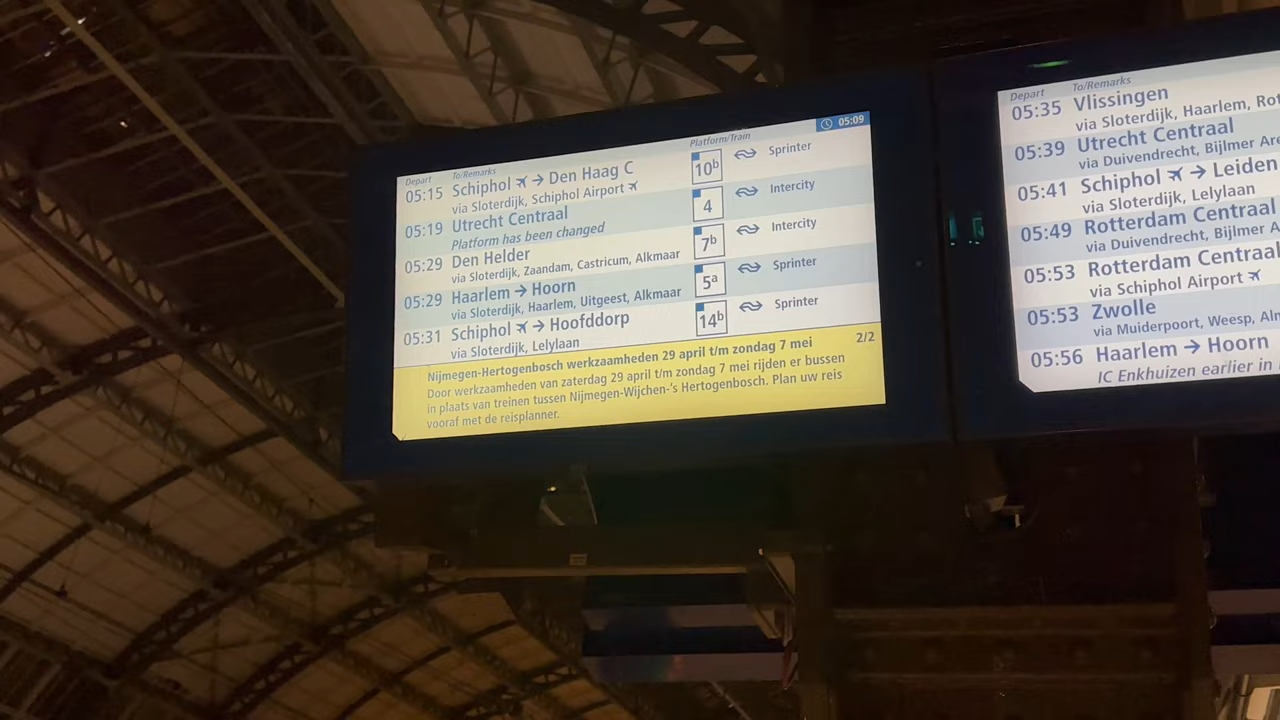 05:09
Depart To/Remarks Platform/Train
05:15 Schiphol ✈ → Den Haag C 10b Sprinter
via Sloterdijk, Schiphol Airport ✈
05:19 Utrecht Centraal 4 Intercity
Platform has been changed
05:29 Den Helder 7b Intercity
via Sloterdijk, Zaandam, Castricum, Alkmaar
05:29 Haarlem → Hoorn 5a Sprinter
via Sloterdijk, Haarlem, Uitgeest, Alkmaar
05:31 Schiphol ✈ → Hoofddorp 14b Sprinter
via Sloterdijk, Lelylaan
Nijmegen-Hertogenbosch werkzaamheden 29 april t/m zondag 7 mei 2/2
Door werkzaamheden van zaterdag 29 april t/m zondag 7 mei rijden er bussen
in plaats van treinen tussen Nijmegen-Wijchen-'s Hertogenbosch. Plan uw reis
vooraf met de reisplanner.
Depart To/Remarks
05:35 Vlissingen
via Sloterdijk, Haarlem,
05:39 Utrecht Centraal
via Duivendrecht, Bijlmer
05:41 Schiphol ✈ → Leiden
via Sloterdijk, Lelylaan
05:49 Rotterdam Centraal
via Duivendrecht, Bijlmer
05:53 Rotterdam Centraal
via Schiphol Airport ✈
05:53 Zwolle
via Muiderpoort, Weesp,
05:56 Haarlem → Hoorn
IC Enkhuizen earlier in